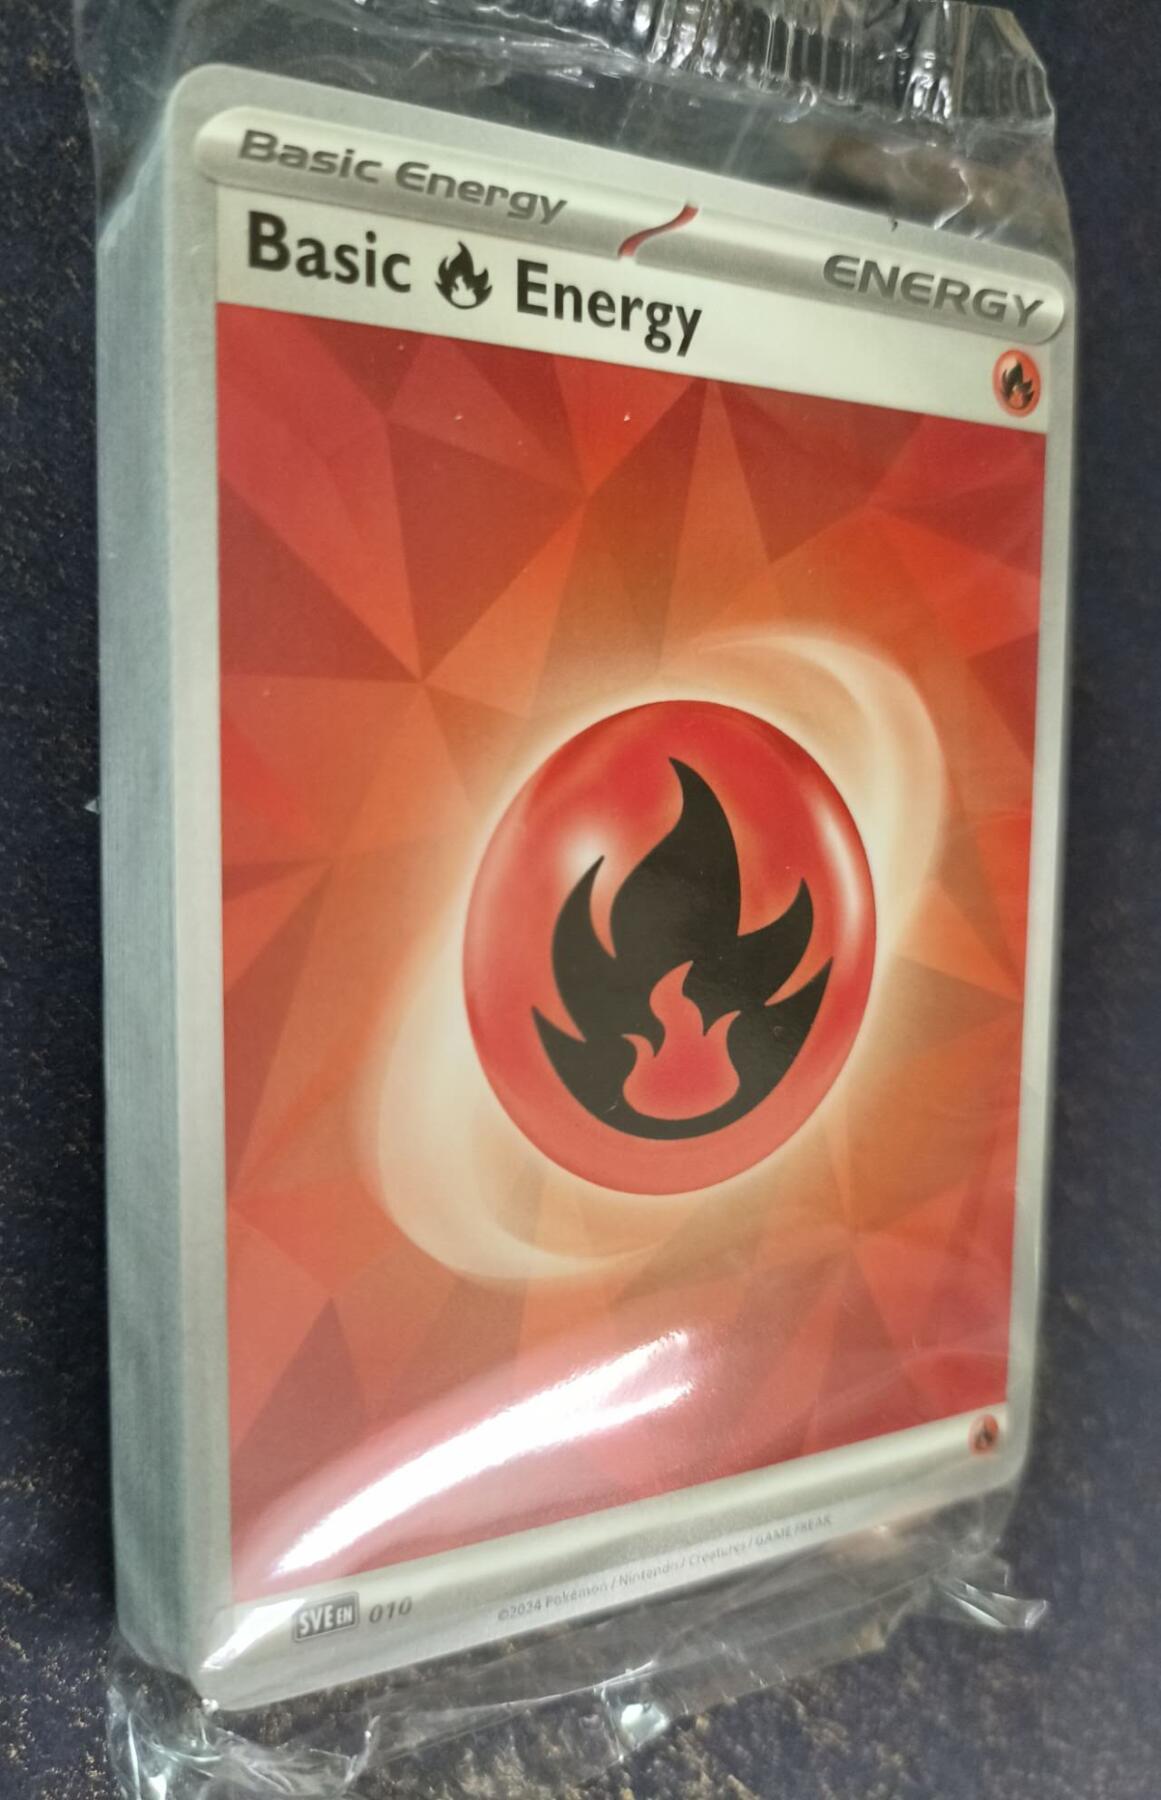 Basic Energy
ENERGY
Basic Energy
SVE EN 010
©2024 Pokémon / Nintendo / Creatures / GAME FREAK